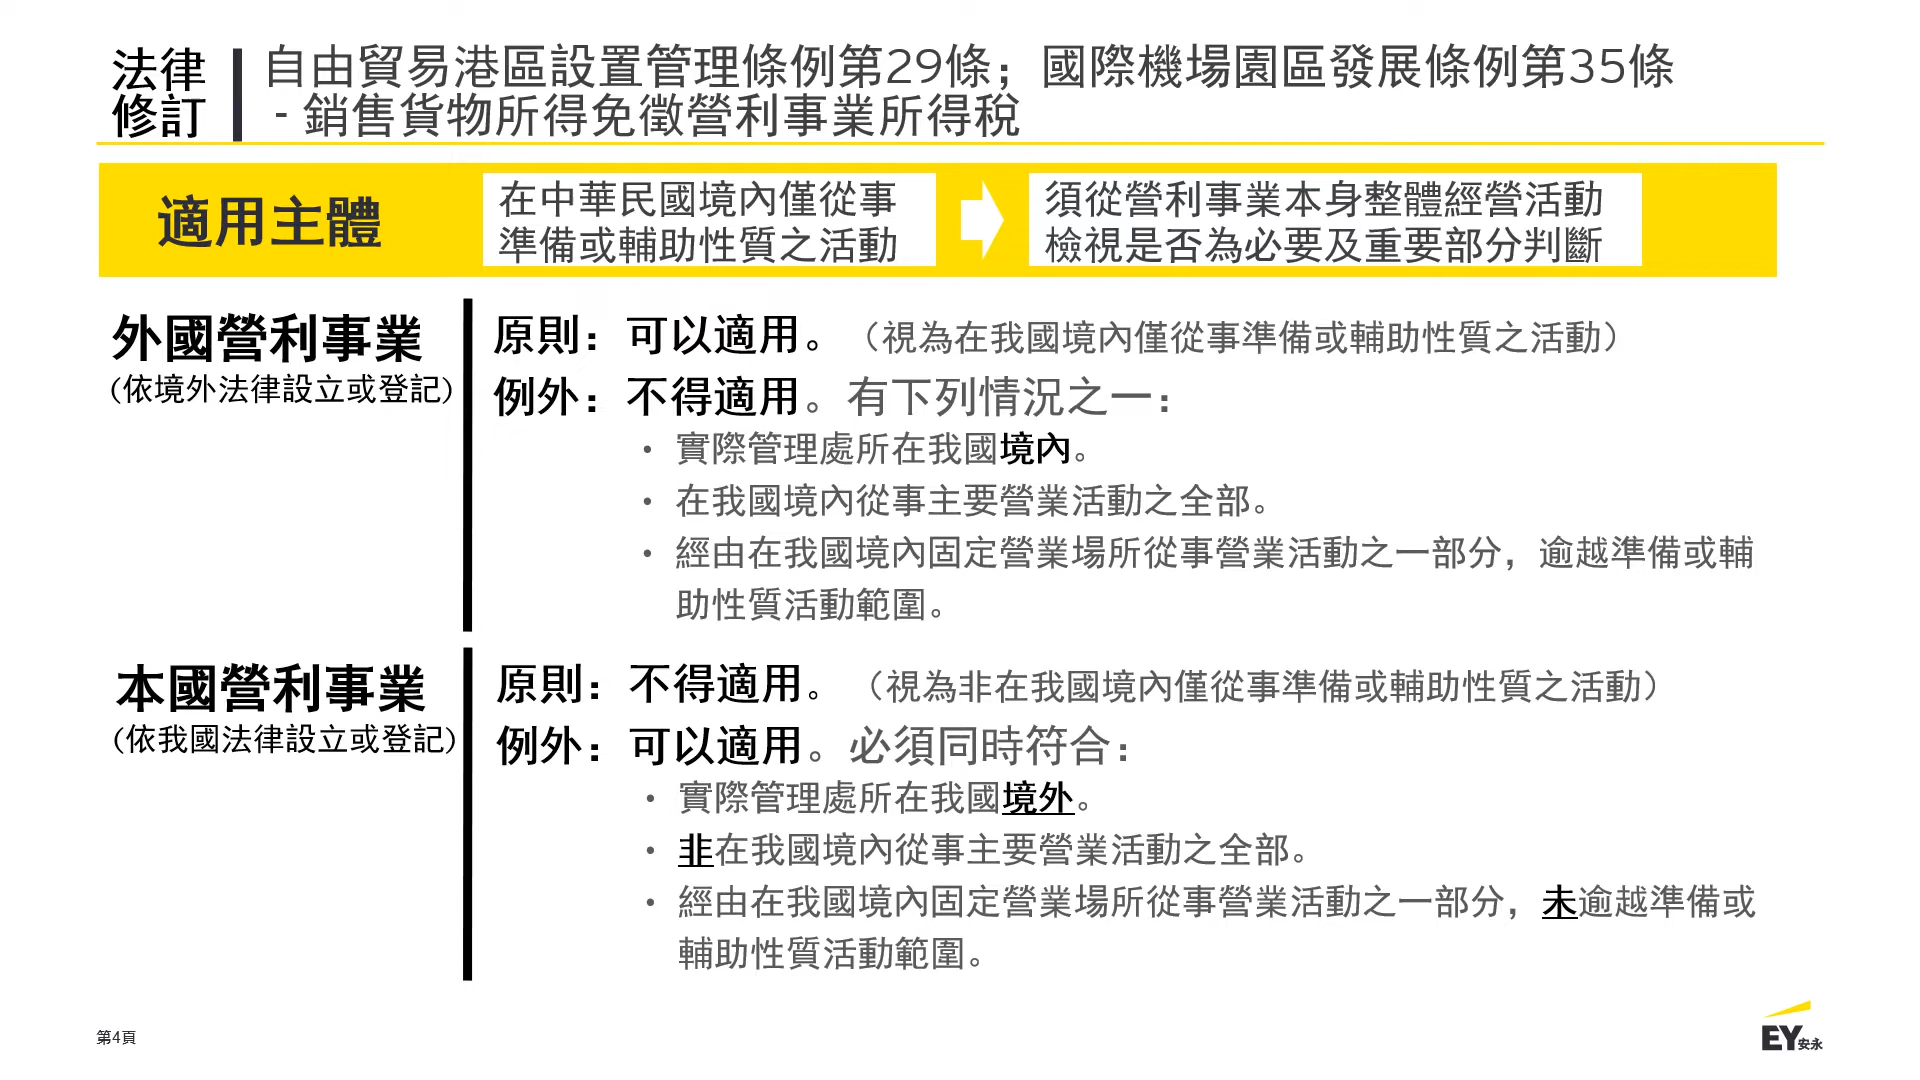 法律
修訂
自由貿易港區設置管理條例第29條；國際機場園區發展條例第35條
- 銷售貨物所得免徵營利事業所得稅
適用主體
在中華民國境內僅從事
準備或輔助性質之活動
須從營利事業本身整體經營活動
檢視是否為必要及重要部分判斷
外國營利事業
(依境外法律設立或登記)
原則：可以適用。（視為在我國境內僅從事準備或輔助性質之活動）
例外：不得適用。有下列情況之一：
• 實際管理處所在我國境內。
• 在我國境內從事主要營業活動之全部。
• 經由在我國境內固定營業場所從事營業活動之一部分，逾越準備或輔
助性質活動範圍。
本國營利事業
(依我國法律設立或登記)
原則：不得適用。（視為非在我國境內僅從事準備或輔助性質之活動）
例外：可以適用。必須同時符合：
• 實際管理處所在我國境外。
• 非在我國境內從事主要營業活動之全部。
• 經由在我國境內固定營業場所從事營業活動之一部分，未逾越準備或
輔助性質活動範圍。
第4頁
EY安永